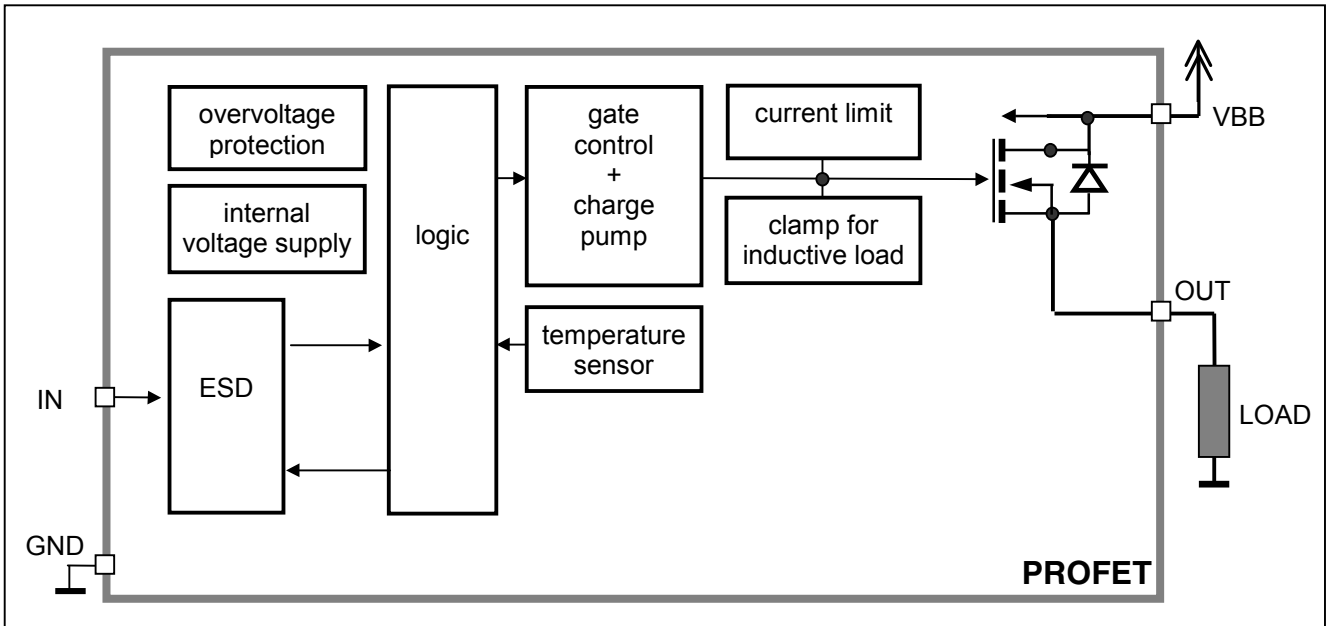 overvoltage
protection
internal
voltage supply
ESD
logic
gate
control
+
charge
pump
temperature
sensor
current limit
clamp for
inductive load
VBB
OUT
LOAD
IN
GND
PROFET